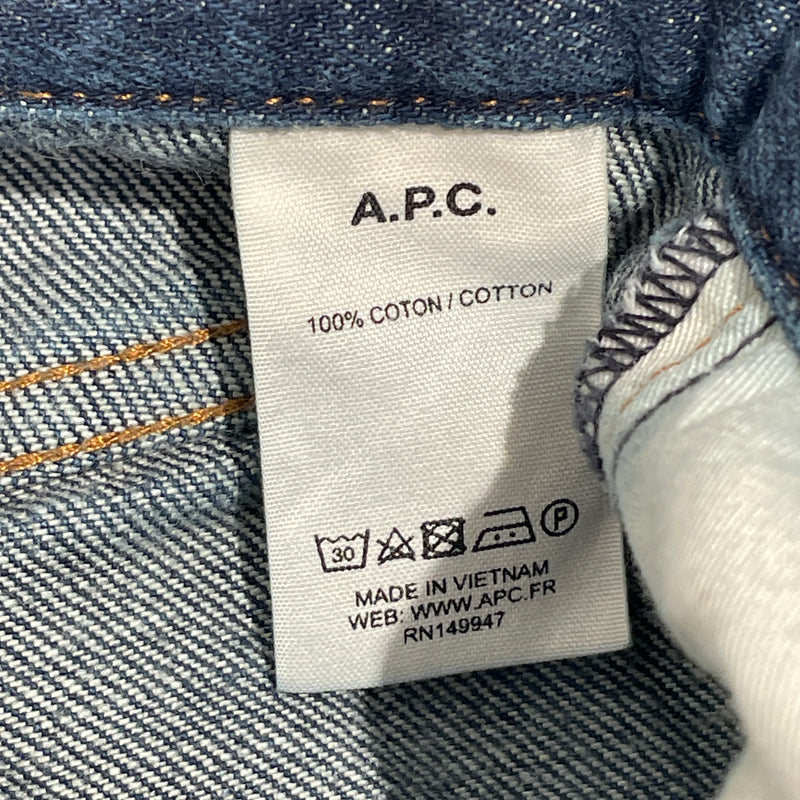 A.P.C.
100% COTON / COTTON
30 P
MADE IN VIETNAM
WEB: WWW.APC.FR
RN149947